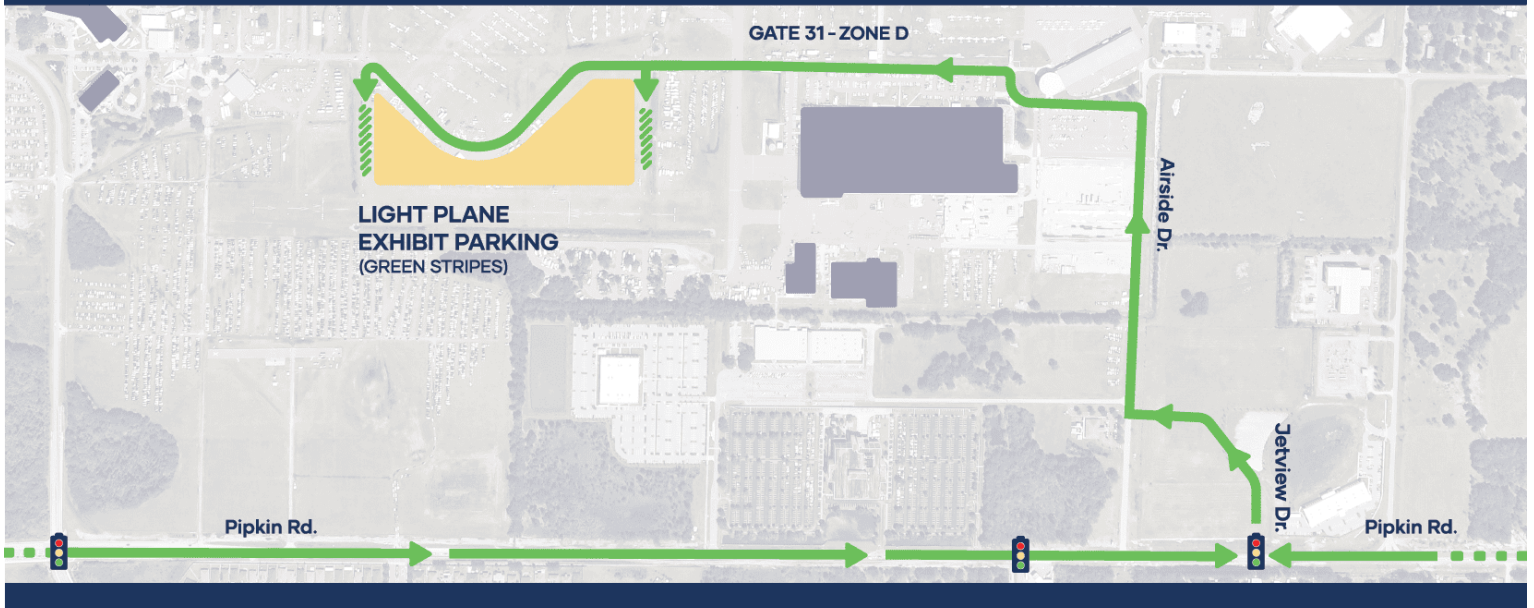 GATE 31 - ZONE D
LIGHT PLANE
EXHIBIT PARKING
(GREEN STRIPES)
Airside Dr.
Jetview Dr.
Pipkin Rd.
Pipkin Rd.